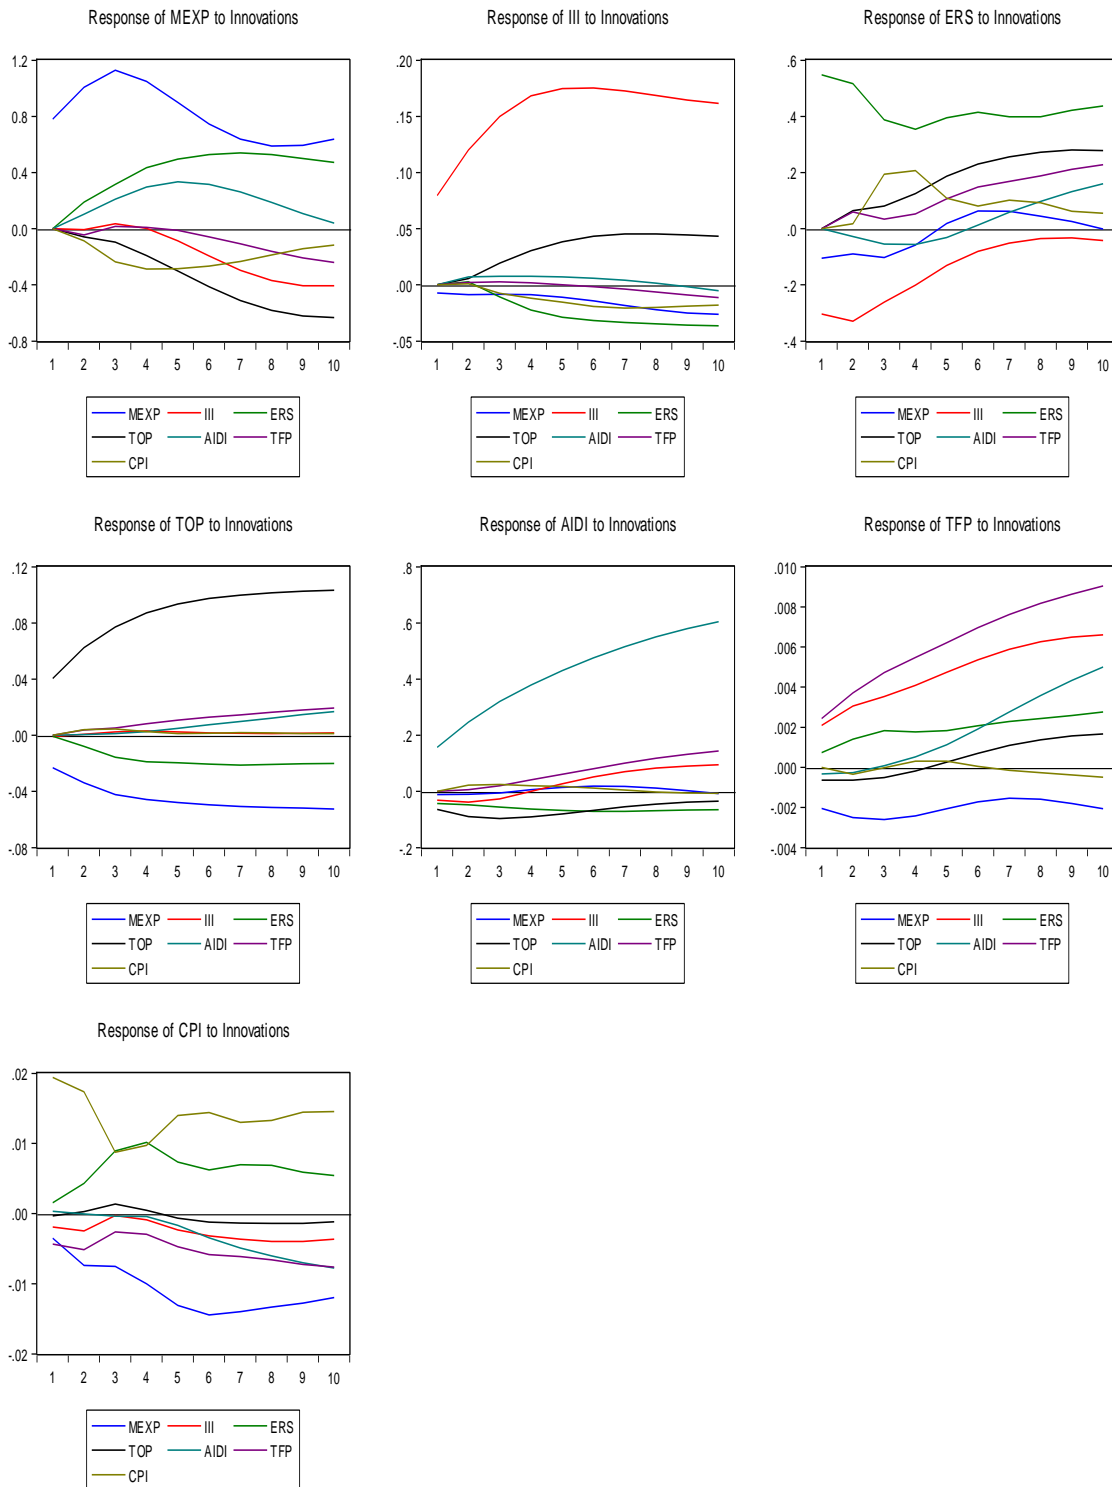 Response of MEXP to Innovations
1.2
0.8
0.4
0.0
-0.4
-0.8
1 2 3 4 5 6 7 8 9 10
MEXP III ERS
TOP AIDI TFP
CPI
Response of III to Innovations
.20
.15
.10
.05
.00
-.05
1 2 3 4 5 6 7 8 9 10
MEXP III ERS
TOP AIDI TFP
CPI
Response of ERS to Innovations
.6
.4
.2
.0
-.2
-.4
1 2 3 4 5 6 7 8 9 10
MEXP III ERS
TOP AIDI TFP
CPI
Response of TOP to Innovations
.12
.08
.04
.00
-.04
-.08
1 2 3 4 5 6 7 8 9 10
MEXP III ERS
TOP AIDI TFP
CPI
Response of AIDI to Innovations
.8
.6
.4
.2
.0
-.2
1 2 3 4 5 6 7 8 9 10
MEXP III ERS
TOP AIDI TFP
CPI
Response of TFP to Innovations
.010
.008
.006
.004
.002
.000
-.002
-.004
1 2 3 4 5 6 7 8 9 10
MEXP III ERS
TOP AIDI TFP
CPI
Response of CPI to Innovations
.02
.01
.00
-.01
-.02
1 2 3 4 5 6 7 8 9 10
MEXP III ERS
TOP AIDI TFP
CPI